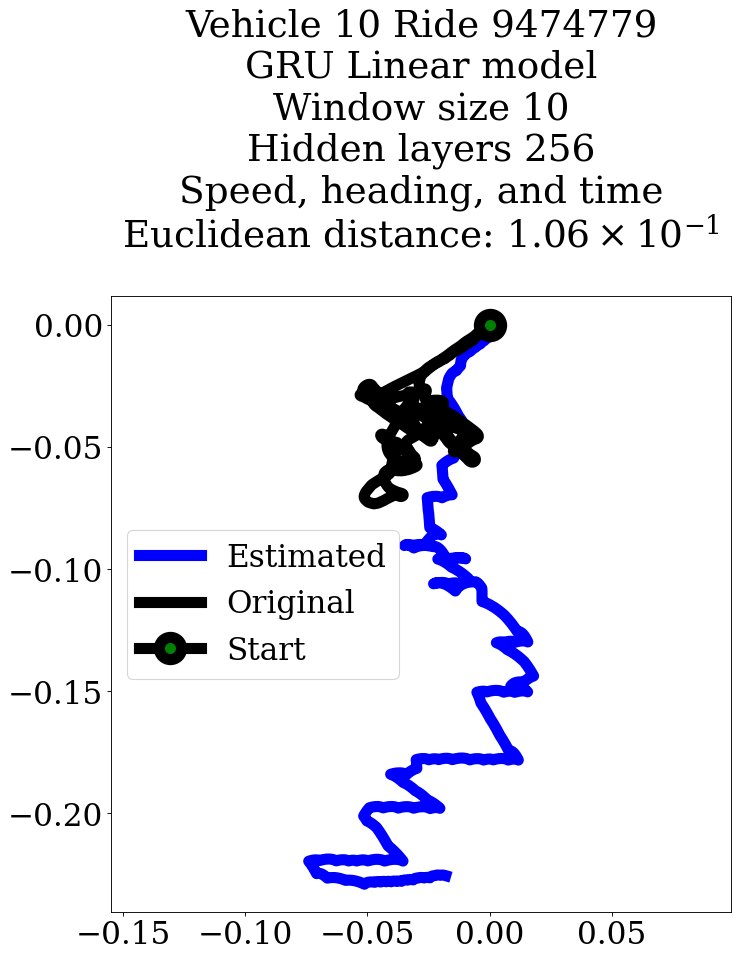 Vehicle 10 Ride 9474779
GRU Linear model
Window size 10
Hidden layers 256
Speed, heading, and time
Euclidean distance: 1.06 × 10⁻¹
0.00
−0.05
−0.10
−0.15
−0.20
Estimated
Original
Start
−0.15 −0.10 −0.05 0.00 0.05